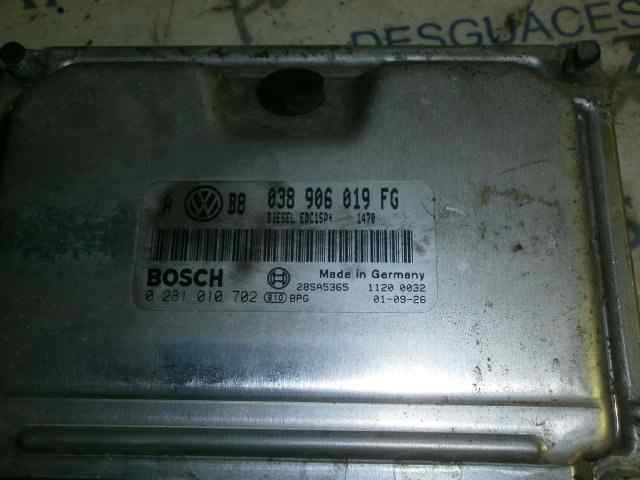 DESGUACES
A B8 038 906 019 FG
DIESEL EDC15P+ 1470
BOSCH Made in Germany
28SA5365 1120 0032
0 281 010 702 010 BPG 01-09-26